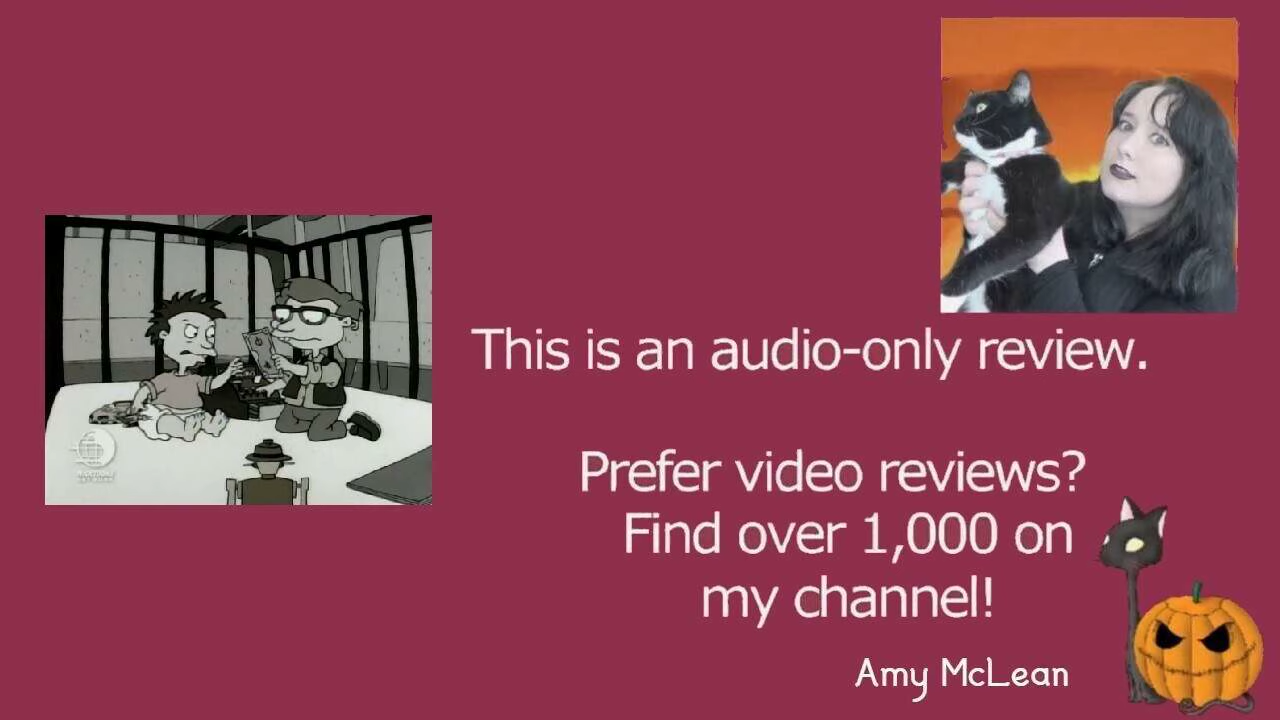 This is an audio-only review.
Prefer video reviews?
Find over 1,000 on
my channel!
Amy McLean